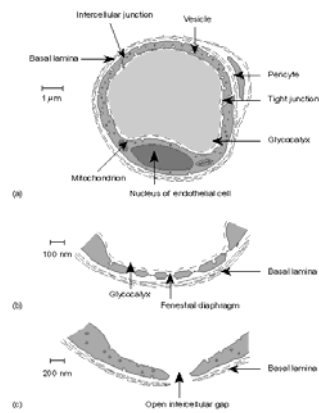 Intercellular junction
Vesicle
Basal lamina
Pericyte
1 µm
Tight junction
Glycocalyx
Mitochondrion
(a)
Nucleus of endothelial cell
100 nm
Basal lamina
(b)
Glycocalyx
Fenestral diaphragm
200 nm
Basal lamina
(c)
Open intercellular gap